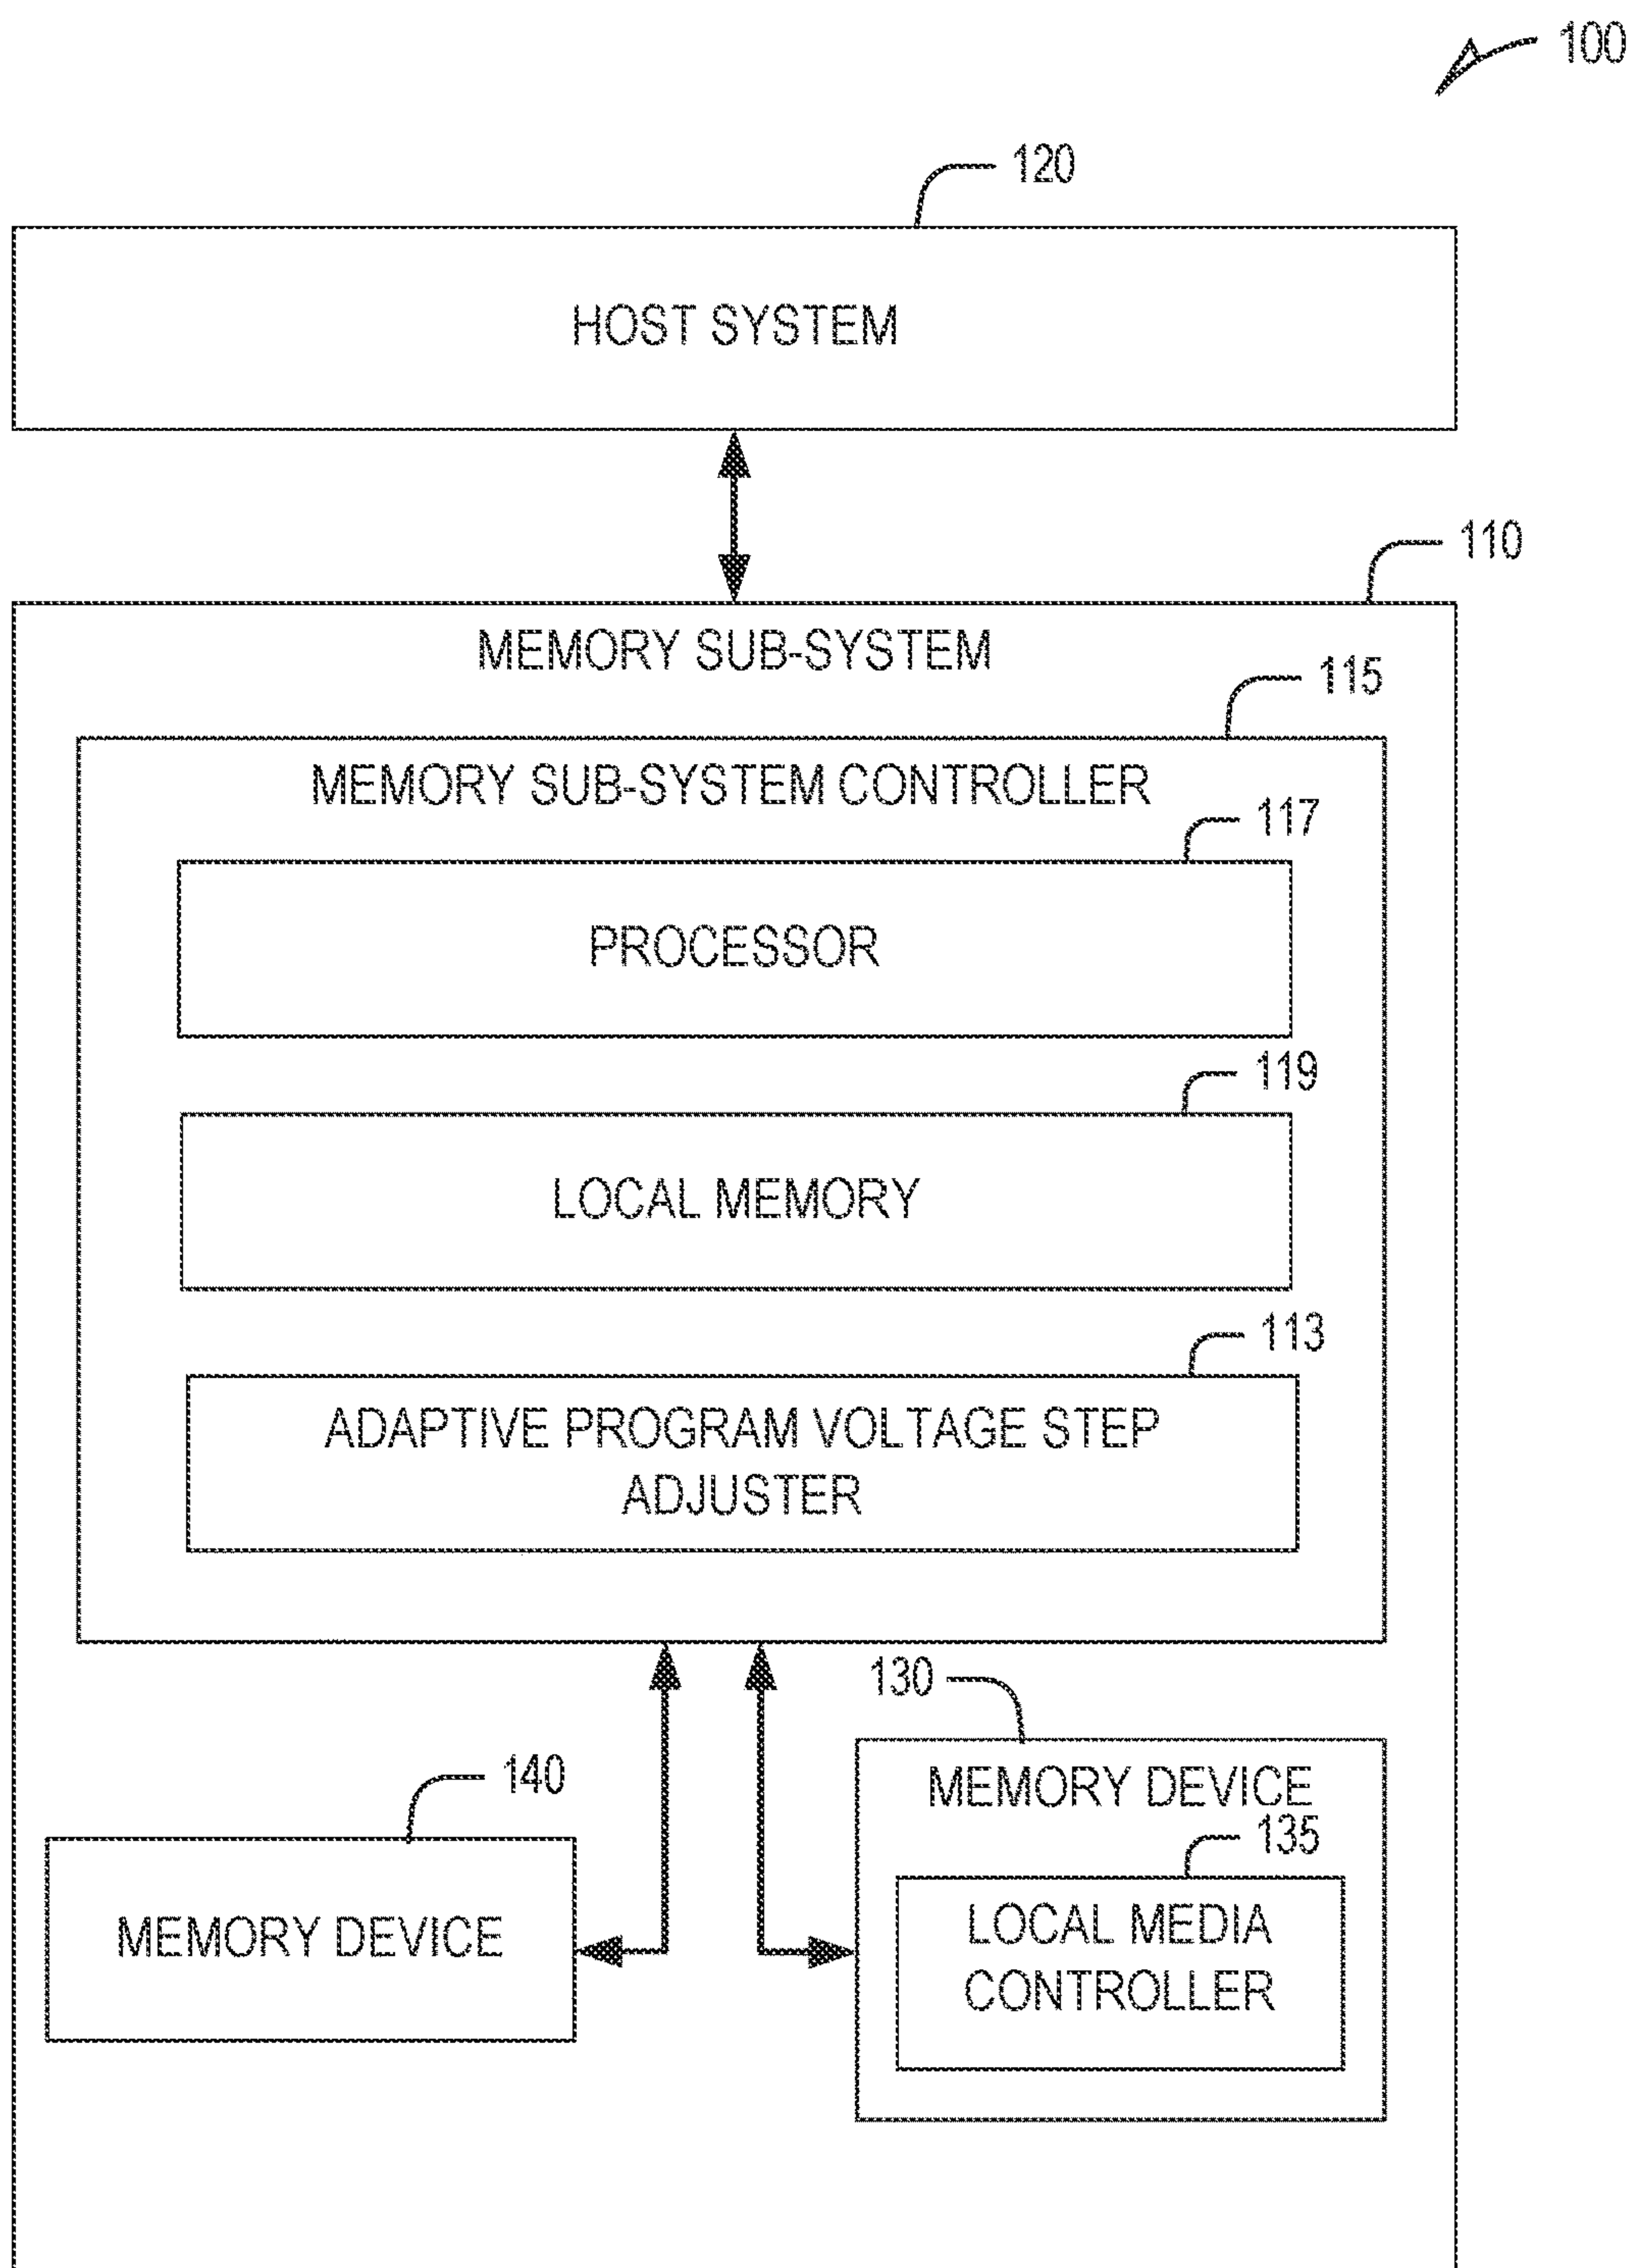 100
120
HOST SYSTEM
110
MEMORY SUB-SYSTEM
115
MEMORY SUB-SYSTEM CONTROLLER
117
PROCESSOR
119
LOCAL MEMORY
113
ADAPTIVE PROGRAM VOLTAGE STEP
ADJUSTER
130
140
MEMORY DEVICE
135
MEMORY DEVICE
LOCAL MEDIA
CONTROLLER